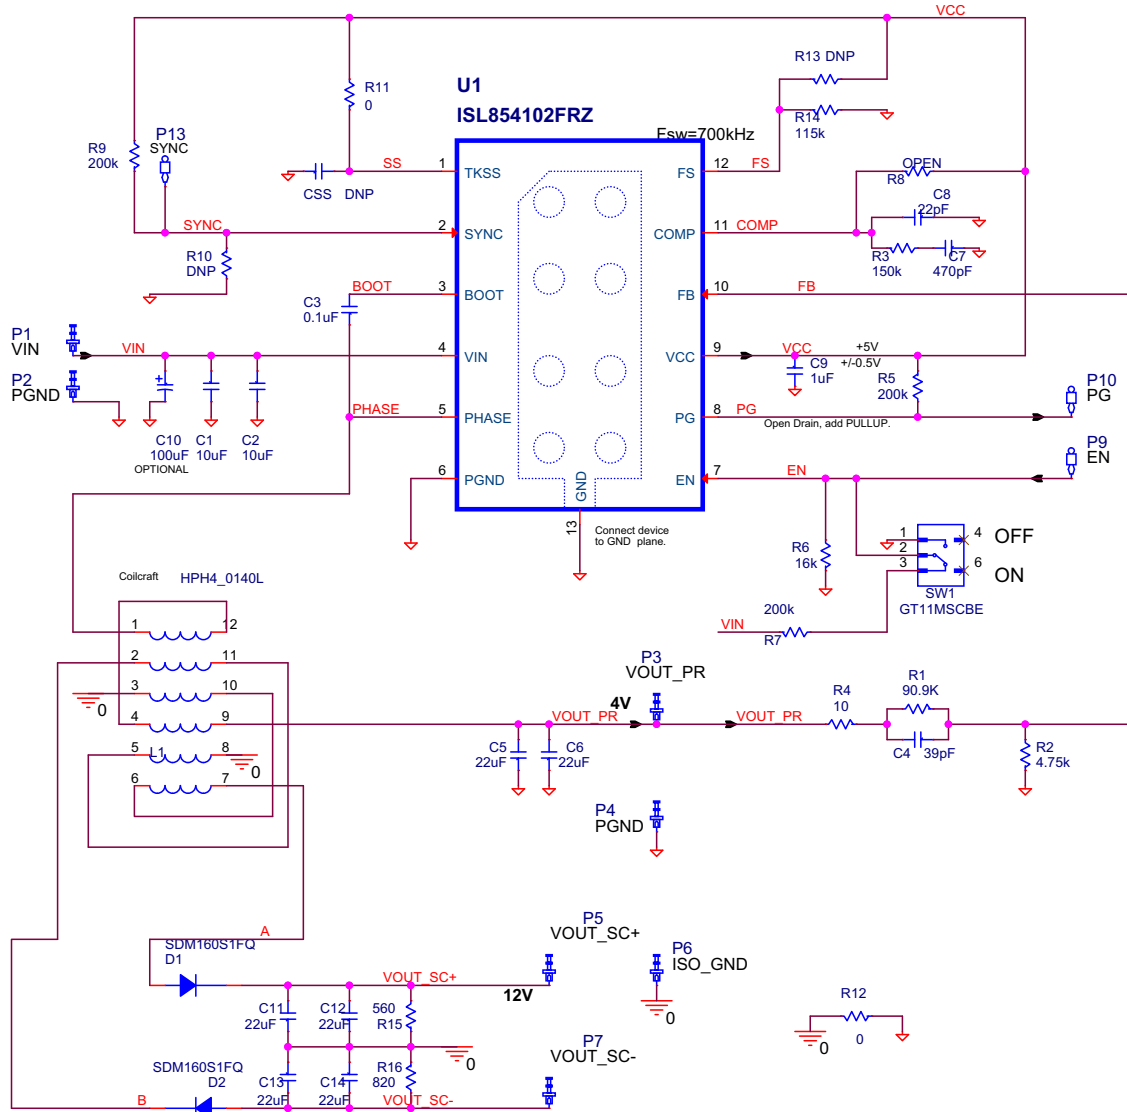 VCC
R13 DNP
R11
0
U1
ISL854102FRZ
R14
115k
Fsw=700kHz
P13
SYNC
R9
200k
SS
1
TKSS
CSS DNP
12
FS
FS
OPEN
R8
C8
22pF
SYNC
2
SYNC
COMP
11
COMP
R3
150k
C7
470pF
R10
DNP
BOOT
3
BOOT
C3
0.1uF
FB
10
FB
P1
VIN
VIN
4
VIN
VCC
9
VCC
+5V
+/-0.5V
C9
1uF
R5
200k
P2
PGND
P10
PG
PHASE
5
PHASE
PG
8
PG
Open Drain, add PULLUP.
C10
100uF
OPTIONAL
C1
10uF
C2
10uF
P9
EN
6
PGND
GND
EN
7
EN
13
Connect device
to GND plane.
R6
16k
1
2
3
4
6
OFF
ON
SW1
GT11MSCBE
Coilcraft
HPH4_0140L
VIN
200k
R7
1
12
2
11
3
10
0
4
9
5
L1
8
0
6
7
P3
VOUT_PR
4V
VOUT_PR
VOUT_PR
C5
22uF
C6
22uF
R4
10
R1
90.9K
C4
39pF
R2
4.75k
P4
PGND
A
SDM160S1FQ
D1
VOUT_SC+
P5
VOUT_SC+
12V
P6
ISO_GND
0
C11
22uF
C12
22uF
560
R15
R12
0
0
0
SDM160S1FQ
D2
C13
22uF
C14
22uF
R16
820
P7
VOUT_SC-
B
VOUT_SC-